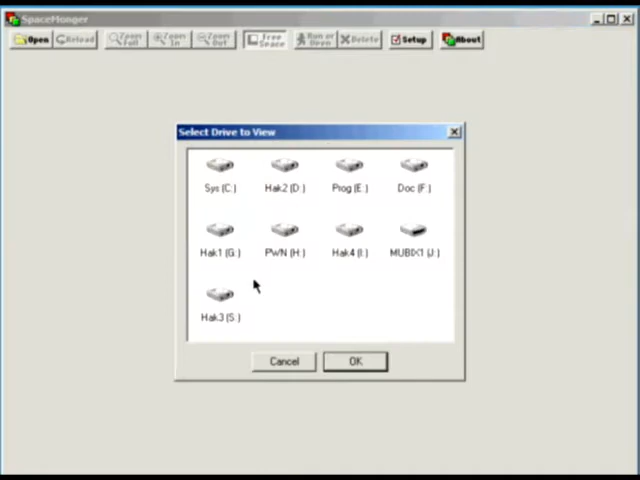 SpaceMonger
Open Reload Zoom Full Zoom In Zoom Out Free Space Run or Open Delete Setup About
Select Drive to View
Sys (C:) Hak2 (D:) Prog (E:) Doc (F:)
Hak1 (G:) PWN (H:) Hak4 (I:) MUBIX1 (J:)
Hak3 (S:)
Cancel OK